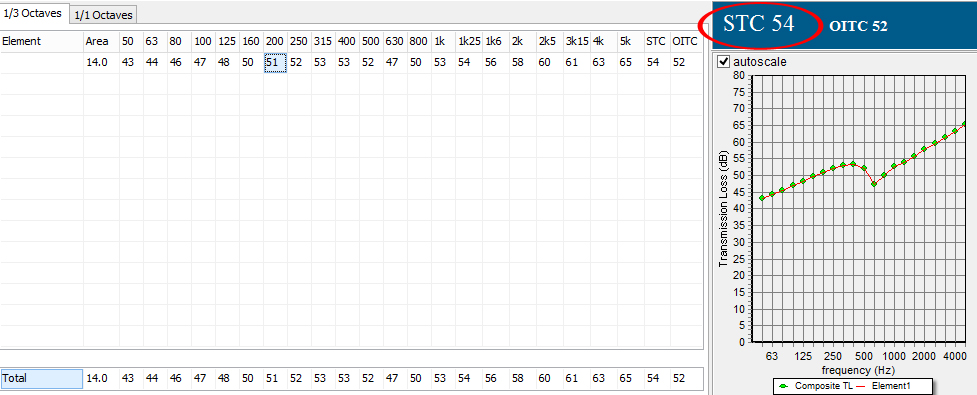 1/3 Octaves 1/1 Octaves
Element Area 50 63 80 100 125 160 200 250 315 400 500 630 800 1k 1k25 1k6 2k 2k5 3k15 4k 5k STC OITC
14.0 43 44 46 47 48 50 51 52 53 53 52 47 50 53 54 56 58 60 61 63 65 54 52
Total 14.0 43 44 46 47 48 50 51 52 53 53 52 47 50 53 54 56 58 60 61 63 65 54 52
STC 54 OITC 52
autoscale
Transmission Loss (dB)
80
75
70
65
60
55
50
45
40
35
30
25
20
15
10
5
0
63 125 250 500 1000 2000 4000
frequency (Hz)
Composite TL Element1